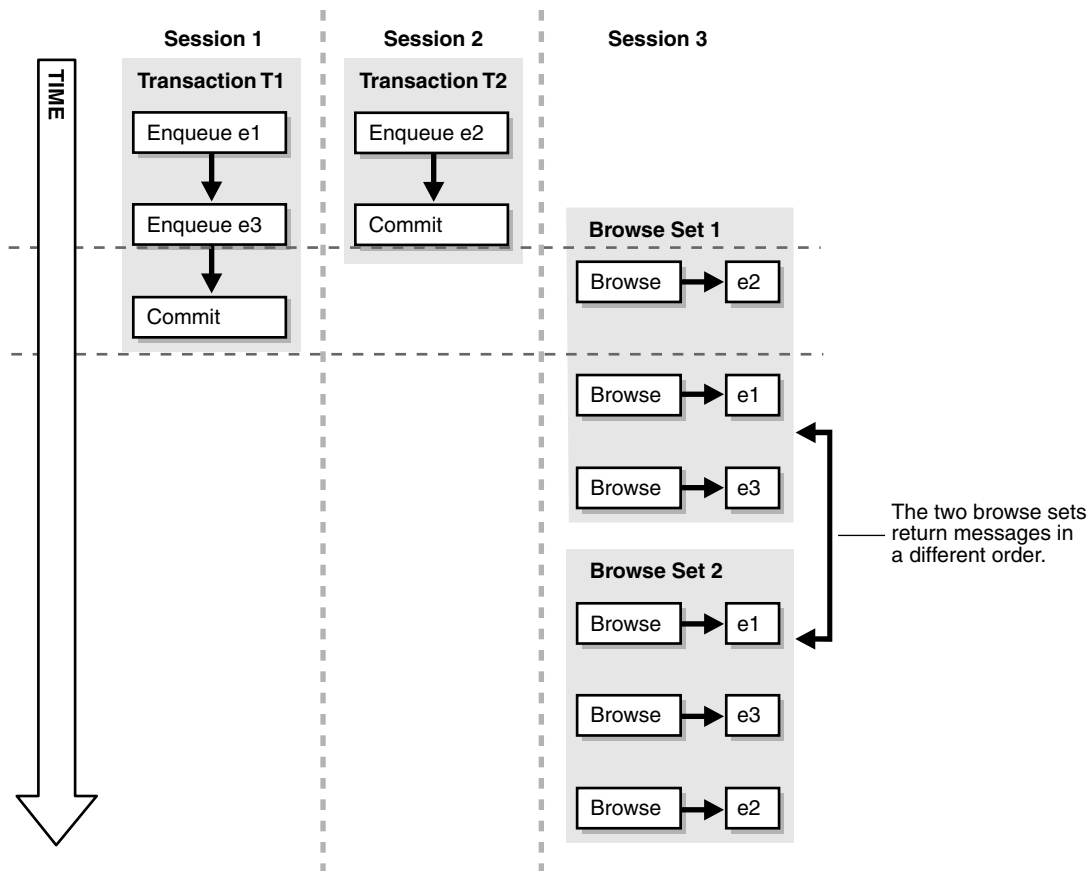 Session 1
Session 2
Session 3
TIME
Transaction T1
Transaction T2
Enqueue e1
Enqueue e2
Enqueue e3
Commit
Browse Set 1
Browse
e2
Commit
Browse
e1
Browse
e3
The two browse sets
return messages in
a different order.
Browse Set 2
Browse
e1
Browse
e3
Browse
e2